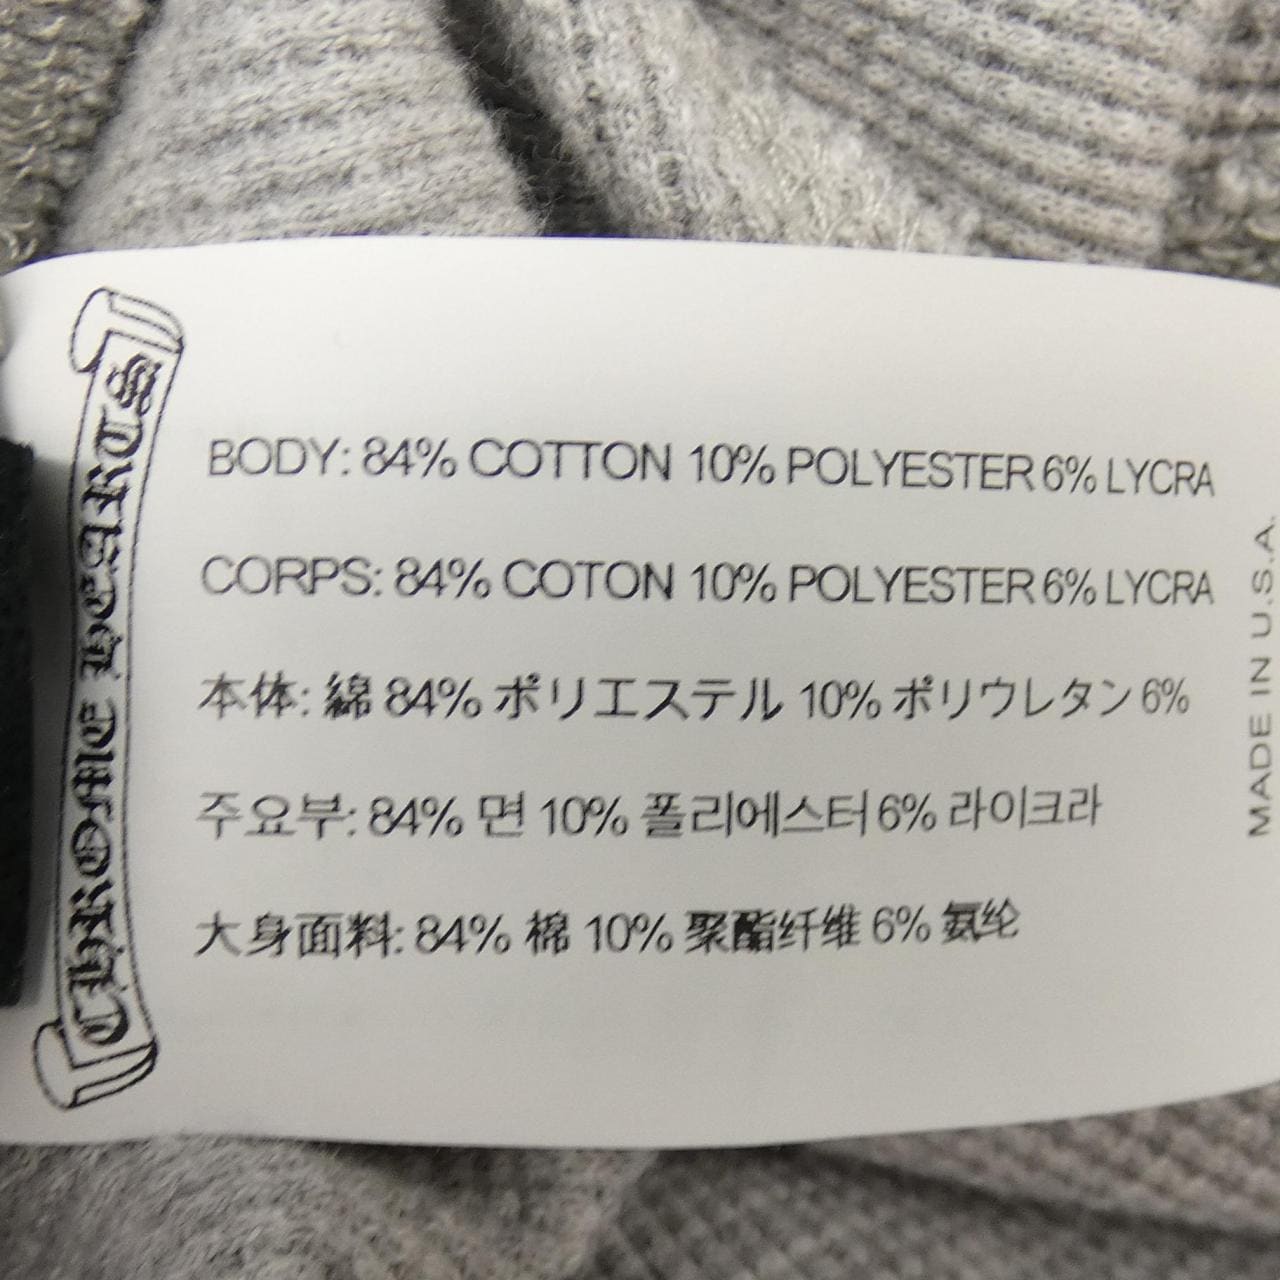 BODY: 84% COTTON 10% POLYESTER 6% LYCRA
CORPS: 84% COTON 10% POLYESTER 6% LYCRA
本体: 綿 84% ポリエステル 10% ポリウレタン 6%
주요부: 84% 면 10% 폴리에스터 6% 라이크라
大身面料: 84% 棉 10% 聚酯纤维 6% 氨纶
MADE IN U.S.A.